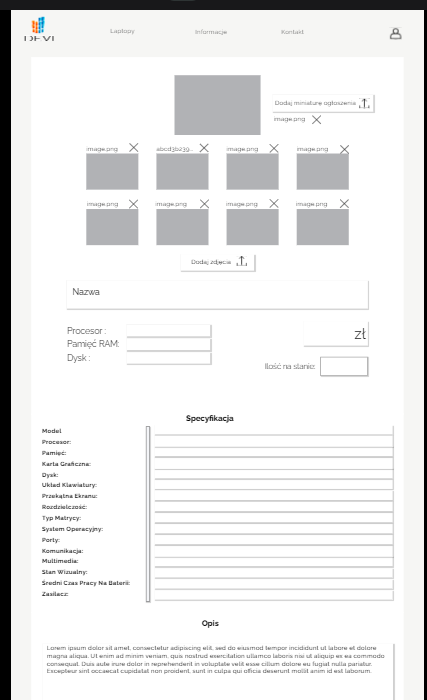 DEVI
Laptopy Informacje Kontakt
Dodaj miniature ogłoszenia
image.png
image.png abcd3b239... image.png image.png
image.png image.png image.png image.png
Dodaj zdjęcia
Nazwa
Procesor :
Pamięć RAM:
Dysk :
zł
Ilość na stanie:
Specyfikacja
Model
Procesor:
Pamięć:
Karta Graficzna:
Dysk:
Układ Klawiatury:
Przekątna Ekranu:
Rozdzielczość:
Typ Matrycy:
System Operacyjny:
Porty:
Komunikacja:
Multimedia:
Stan Wizualny:
Średni Czas Pracy Na Baterii:
Zasilacz:
Opis
Lorem ipsum dolor sit amet, consectetur adipiscing elit, sed do eiusmod tempor incididunt ut labore et dolore
magna aliqua. Ut enim ad minim veniam, quis nostrud exercitation ullamco laboris nisi ut aliquip ex ea commodo
consequat. Duis aute irure dolor in reprehenderit in voluptate velit esse cillum dolore eu fugiat nulla pariatur.
Excepteur sint occaecat cupidatat non proident, sunt in culpa qui officia deserunt mollit anim id est laborum.